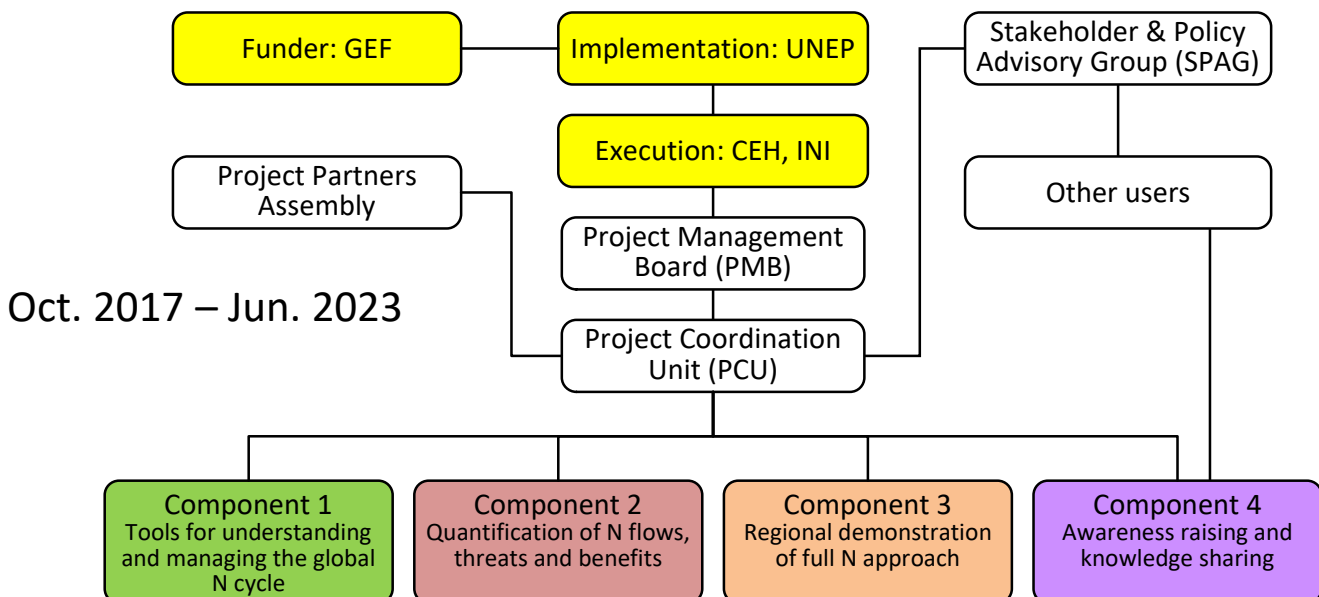 Funder: GEF
Implementation: UNEP
Stakeholder & Policy
Advisory Group (SPAG)
Execution: CEH, INI
Project Partners
Assembly
Other users
Project Management
Board (PMB)
Oct. 2017 – Jun. 2023
Project Coordination
Unit (PCU)
Component 1
Tools for understanding
and managing the global
N cycle
Component 2
Quantification of N flows,
threats and benefits
Component 3
Regional demonstration
of full N approach
Component 4
Awareness raising and
knowledge sharing